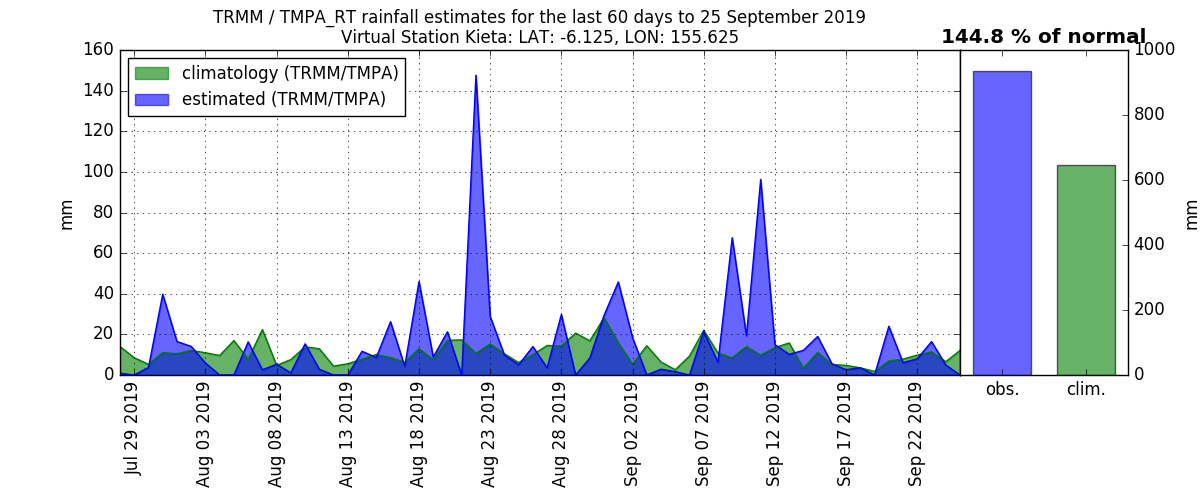 TRMM / TMPA_RT rainfall estimates for the last 60 days to 25 September 2019
Virtual Station Kieta: LAT: -6.125, LON: 155.625
144.8 % of normal
climatology (TRMM/TMPA)
estimated (TRMM/TMPA)
mm
160
140
120
100
80
60
40
20
0
Jul 29 2019
Aug 03 2019
Aug 08 2019
Aug 13 2019
Aug 18 2019
Aug 23 2019
Aug 28 2019
Sep 02 2019
Sep 07 2019
Sep 12 2019
Sep 17 2019
Sep 22 2019
obs.
clim.
1000
800
600
400
200
0
mm